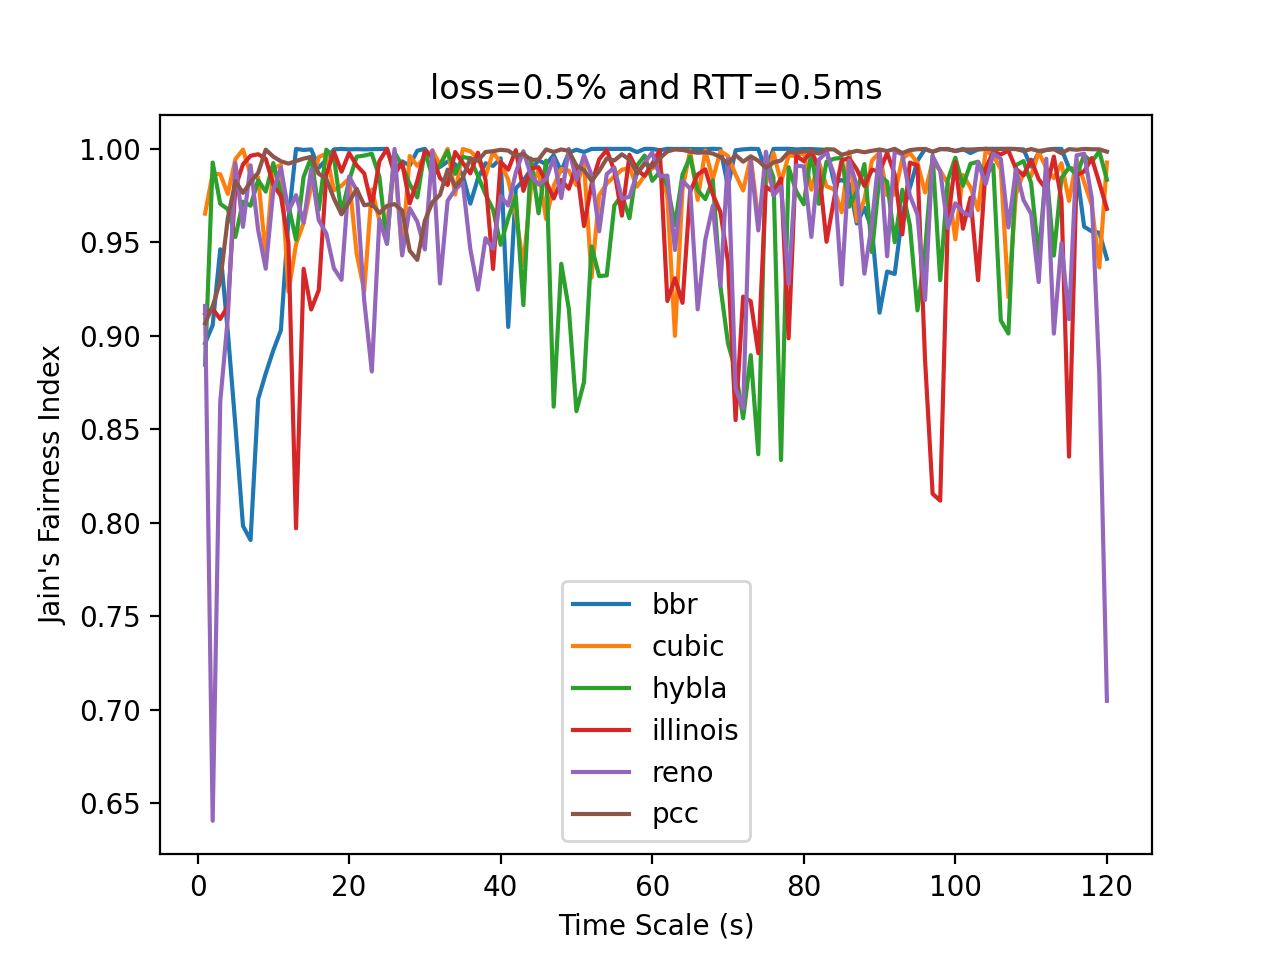 loss=0.5% and RTT=0.5ms
1.00
0.95
0.90
0.85
0.80
0.75
0.70
0.65
Jain's Fairness Index
bbr
cubic
hybla
illinois
reno
pcc
0 20 40 60 80 100 120
Time Scale (s)